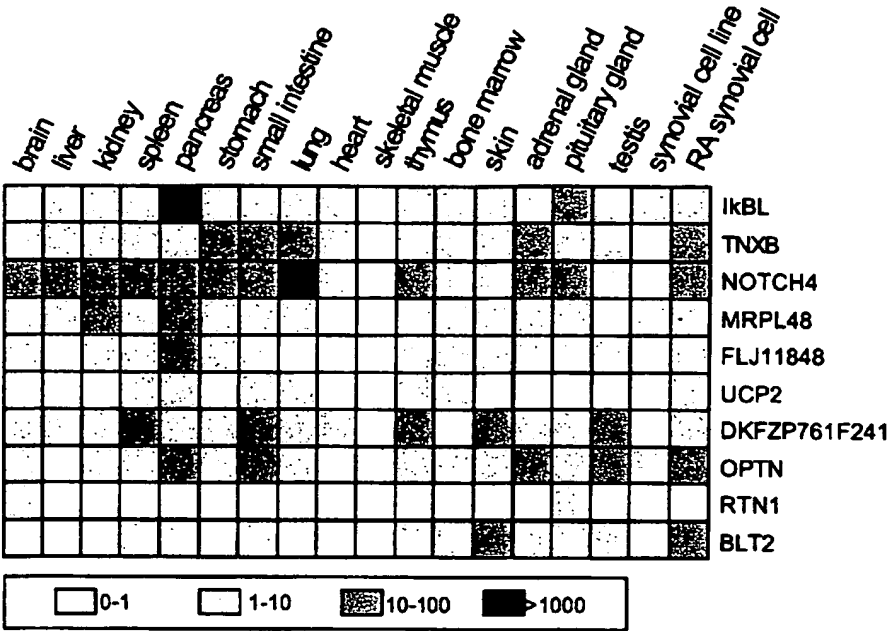 brain
liver
kidney
spleen
pancreas
stomach
small intestine
lung
heart
skeletal muscle
thymus
bone marrow
skin
adrenal gland
pituitary gland
testis
synovial cell line
RA synovial cell
IkBL
TNXB
NOTCH4
MRPL48
FLJ11848
UCP2
DKFZP761F241
OPTN
RTN1
BLT2
0-1 1-10 10-100 >1000